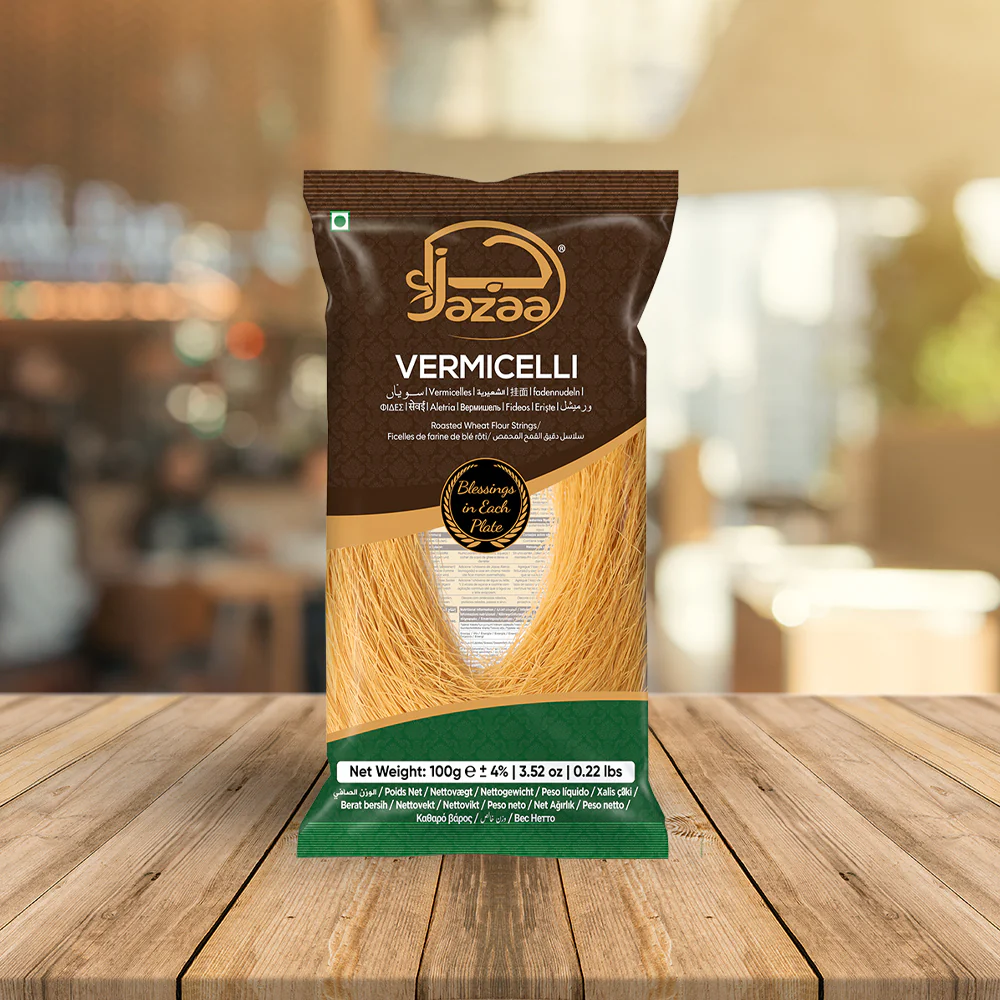 جزا
Jazaa ®
VERMICELLI
سویاں | Vermicelles | الشعيرية | 挂面 | fadennudeln |
ΦΙΔΕΣ | सेवई | Aletria | Вермишель | Fideos | Erişte | ورمیشل
Roasted Wheat Flour Strings/
Ficelles de farine de blé rôti/ سلاسل دقيق القمح المحمص
Blessings
in Each
Plate
Net Weight: 100g ℮ ± 4% | 3.52 oz | 0.22 lbs
الوزن الصافي / Poids Net / Nettovægt / Nettogewicht / Peso líquido / Xalis çəki /
Berat bersih / Nettovekt / Nettovikt / Peso neto / Net Ağırlık / Peso netto /
Καθαρό βάρος / وزن خالص / Вес Нетто